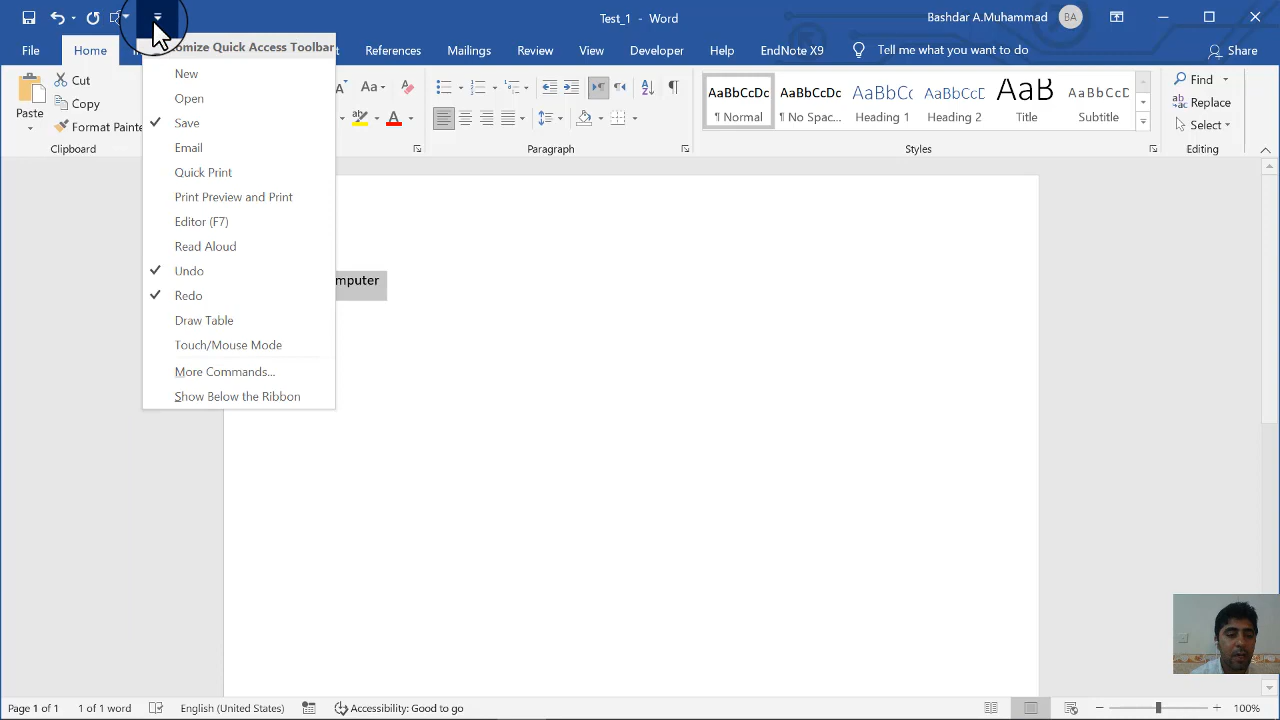 Test_1 - Word
Bashdar A.Muhammad
BA
File
Home
References
Mailings
Review
View
Developer
Help
EndNote X9
Tell me what you want to do
Share
Paste
Cut
Copy
Format Painte
Clipboard
Aa
A
Paragraph
AaBbCcDc
¶ Normal
AaBbCcDc
¶ No Spac...
AaBbCc
Heading 1
AaBbCcD
Heading 2
AaB
Title
AaBbCcD
Subtitle
Styles
Find
Replace
Select
Editing
omize Quick Access Toolbar
New
Open
Save
Email
Quick Print
Print Preview and Print
Editor (F7)
Read Aloud
Undo
Redo
Draw Table
Touch/Mouse Mode
More Commands...
Show Below the Ribbon
mputer
Page 1 of 1
1 of 1 word
English (United States)
Accessibility: Good to go
100%